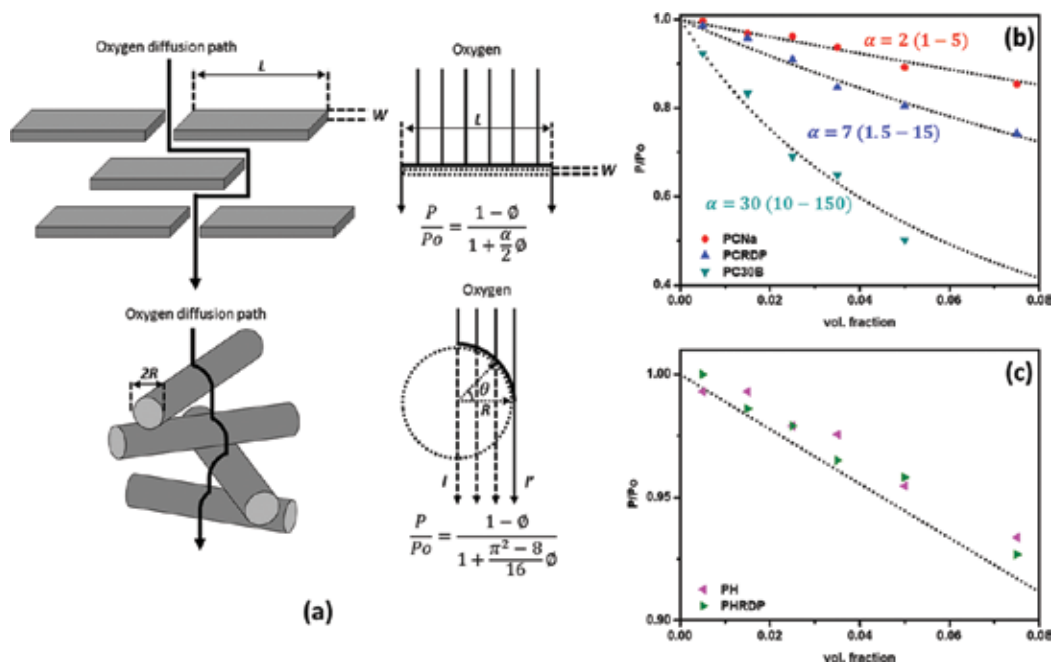 Oxygen diffusion path
L
W
Oxygen
L
W
P/Po = (1 − ∅)/(1 + (α/2)∅)
Oxygen diffusion path
2R
Oxygen
θ
R
l
l'
P/Po = (1 − ∅)/(1 + ((π² − 8)/16)∅)
(a)
(b)
1.0
0.8
0.6
0.4
P/Po
α = 2 (1 − 5)
α = 7 (1.5 − 15)
α = 30 (10 − 150)
PCNa
PCRDP
PC30B
0.00 0.02 0.04 0.06 0.08
vol. fraction
(c)
1.00
0.95
0.90
P/Po
PH
PHRDP
0.00 0.02 0.04 0.06 0.08
vol. fraction